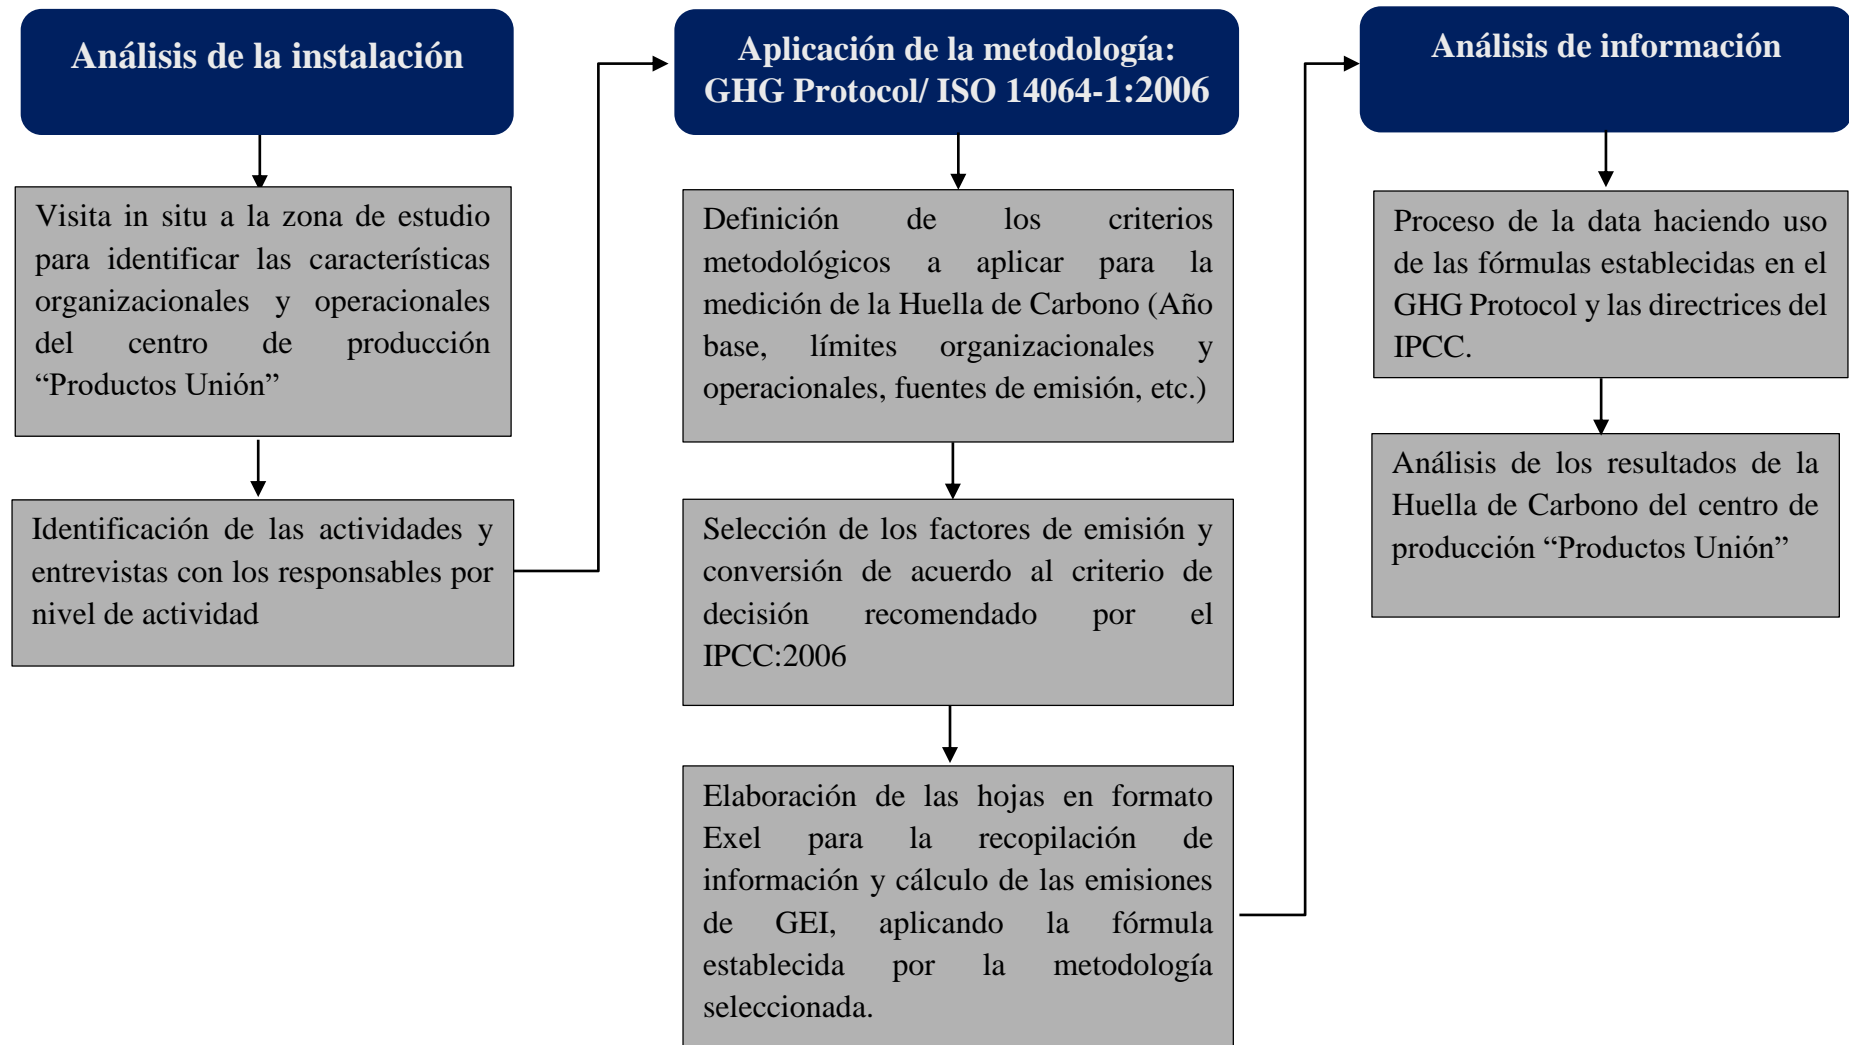 Análisis de la instalación
Visita in situ a la zona de estudio
para identificar las características
organizacionales y operacionales
del centro de producción
“Productos Unión”
Identificación de las actividades y
entrevistas con los responsables por
nivel de actividad
Aplicación de la metodología:
GHG Protocol/ ISO 14064-1:2006
Definición de los criterios
metodológicos a aplicar para la
medición de la Huella de Carbono (Año
base, límites organizacionales y
operacionales, fuentes de emisión, etc.)
Selección de los factores de emisión y
conversión de acuerdo al criterio de
decisión recomendado por el
IPCC:2006
Elaboración de las hojas en formato
Exel para la recopilación de
información y cálculo de las emisiones
de GEI, aplicando la fórmula
establecida por la metodología
seleccionada.
Análisis de información
Proceso de la data haciendo uso
de las fórmulas establecidas en el
GHG Protocol y las directrices del
IPCC.
Análisis de los resultados de la
Huella de Carbono del centro de
producción “Productos Unión”